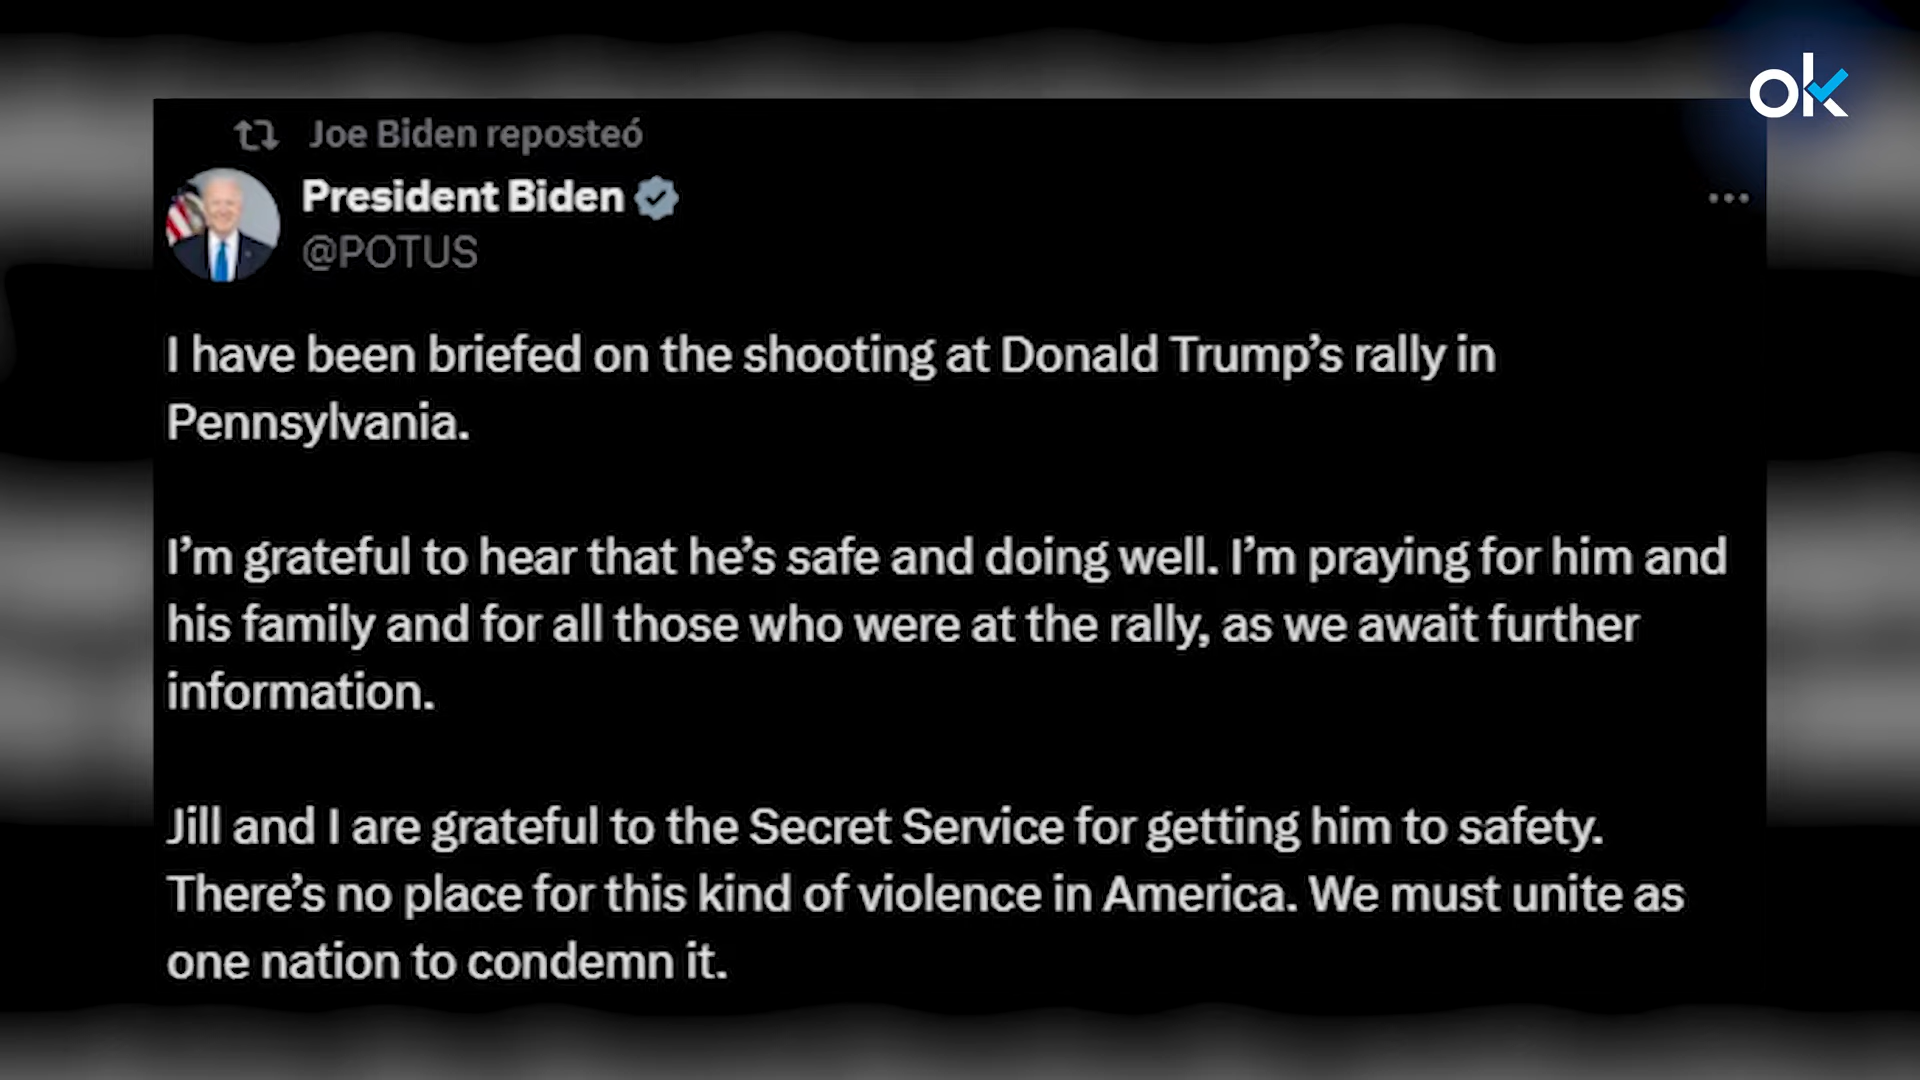 ok
Joe Biden reposteó
President Biden
@POTUS
I have been briefed on the shooting at Donald Trump’s rally in
Pennsylvania.
I’m grateful to hear that he’s safe and doing well. I’m praying for him and
his family and for all those who were at the rally, as we await further
information.
Jill and I are grateful to the Secret Service for getting him to safety.
There’s no place for this kind of violence in America. We must unite as
one nation to condemn it.